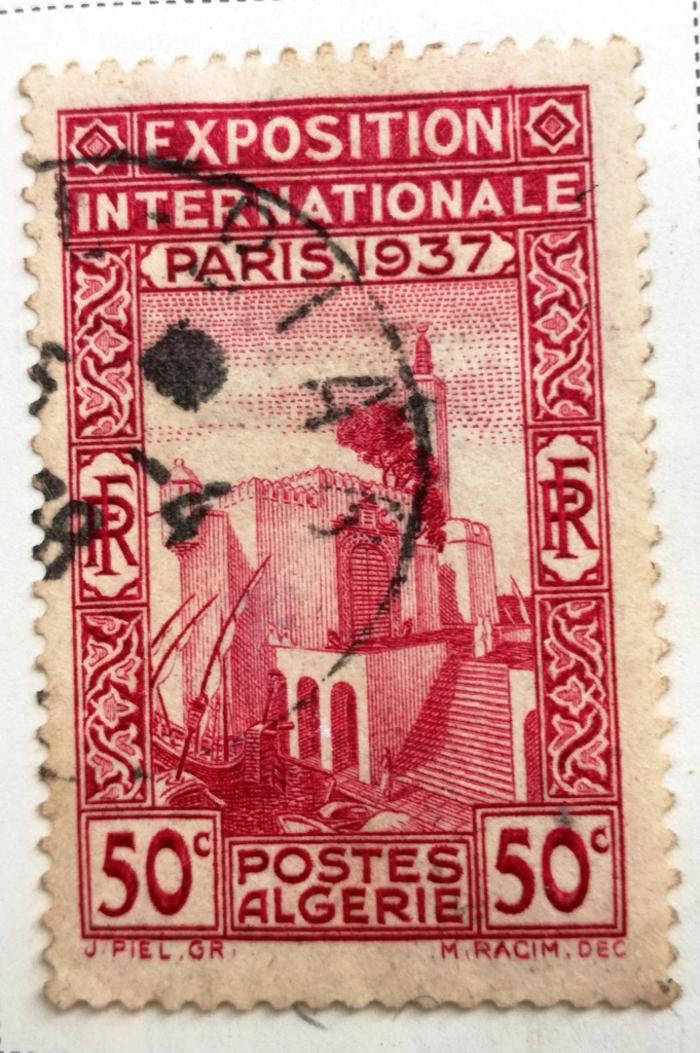 EXPOSITION
INTERNATIONALE
PARIS 1937
RF
RF
50c
POSTES
ALGERIE
50c
J. PIEL. GR.
M. RACIM. DEC